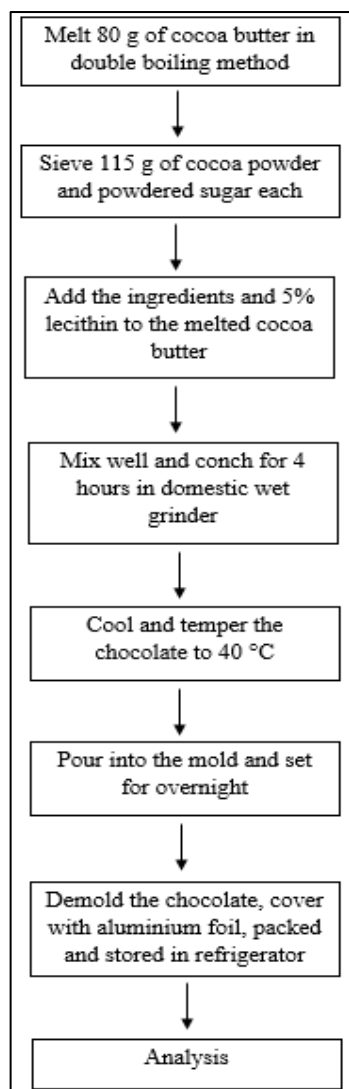 Melt 80 g of cocoa butter in
double boiling method
Sieve 115 g of cocoa powder
and powdered sugar each
Add the ingredients and 5%
lecithin to the melted cocoa
butter
Mix well and conch for 4
hours in domestic wet
grinder
Cool and temper the
chocolate to 40 °C
Pour into the mold and set
for overnight
Demold the chocolate, cover
with aluminium foil, packed
and stored in refrigerator
Analysis